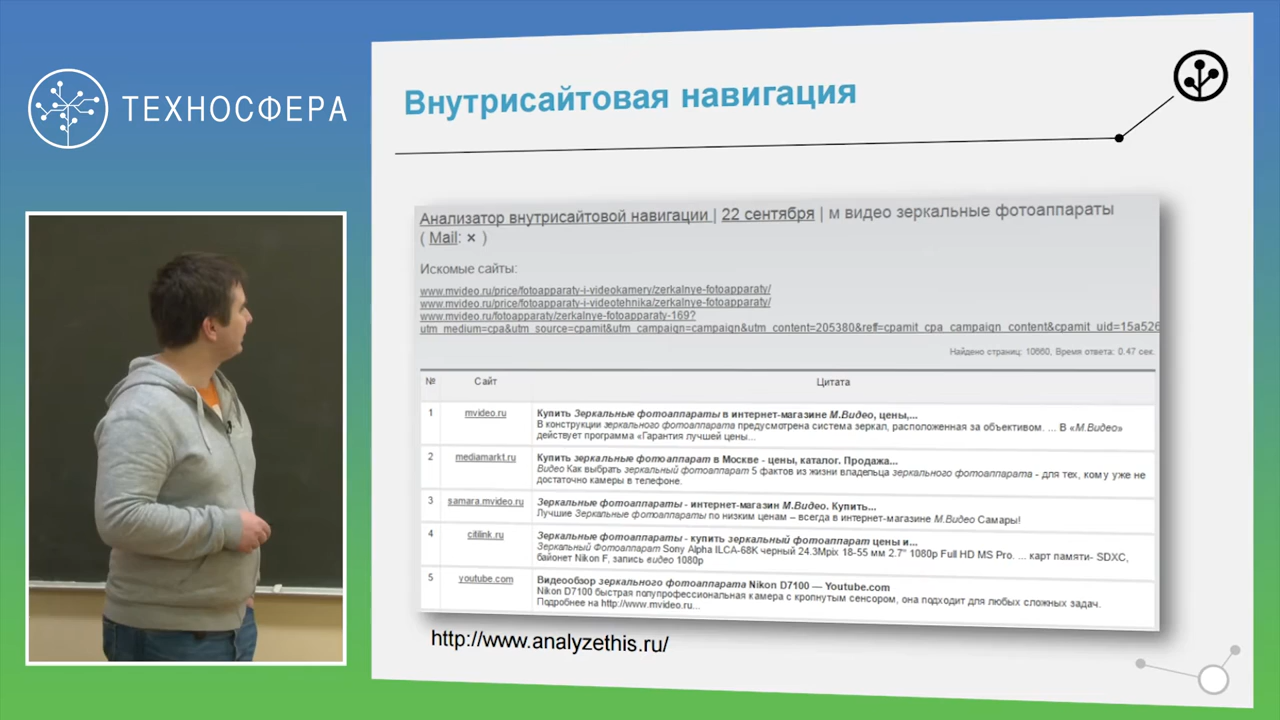 ТЕХНОСФЕРА
Внутрисайтовая навигация
Анализатор внутрисайтовой навигации | 22 сентября | м видео зеркальные фотоаппараты
( Mail: × )
Искомые сайты:
www.mvideo.ru/price/fotoapparaty-i-videokamery/zerkalnye-fotoapparaty/
www.mvideo.ru/price/fotoapparaty-i-videotehnika/zerkalnye-fotoapparaty/
www.mvideo.ru/fotoapparaty/zerkalnye-fotoapparaty-169?
utm_medium=cpa&utm_source=cpamit&utm_campaign=campaign&utm_content=205380&ref=cpamit_cpa_campaign_content&cpamit_uid=15a526
Найдено страниц: 10660, Время ответа: 0.47 сек.
№ Сайт Цитата
1 mvideo.ru Купить Зеркальные фотоаппараты в интернет-магазине М.Видео, цены,...
В конструкции зеркального фотоаппарата предусмотрена система зеркал, расположенная за объективом. ... В «М.Видео»
действует программа «Гарантия лучшей цены...
2 mediamarkt.ru Купить зеркальный фотоаппарат в Москве - цены, каталог. Продажа...
Видео Как выбрать зеркальный фотоаппарат 5 фактов из жизни владельца зеркального фотоаппарата - для тех, кому уже не
достаточно камеры в телефоне.
3 samara.mvideo.ru Зеркальные фотоаппараты - интернет-магазин М.Видео. Купить...
Лучшие Зеркальные фотоаппараты по низким ценам – всегда в интернет-магазине М.Видео Самары!
4 citilink.ru Зеркальные фотоаппараты - купить зеркальный фотоаппарат цены и...
Зеркальный Фотоаппарат Sony Alpha ILCA-68K черный 24.3Mpix 18-55 мм 2.7" 1080p Full HD MS Pro. ... карт памяти- SDXC,
байонет Nikon F, запись видео 1080p
5 youtube.com Видеообзор зеркального фотоаппарата Nikon D7100 — Youtube.com
Nikon D7100 быстрая полупрофессиональная камера с кропнутым сенсором, она подходит для любых сложных задач.
Подробнее на http://www.mvideo.ru...
http://www.analyzethis.ru/